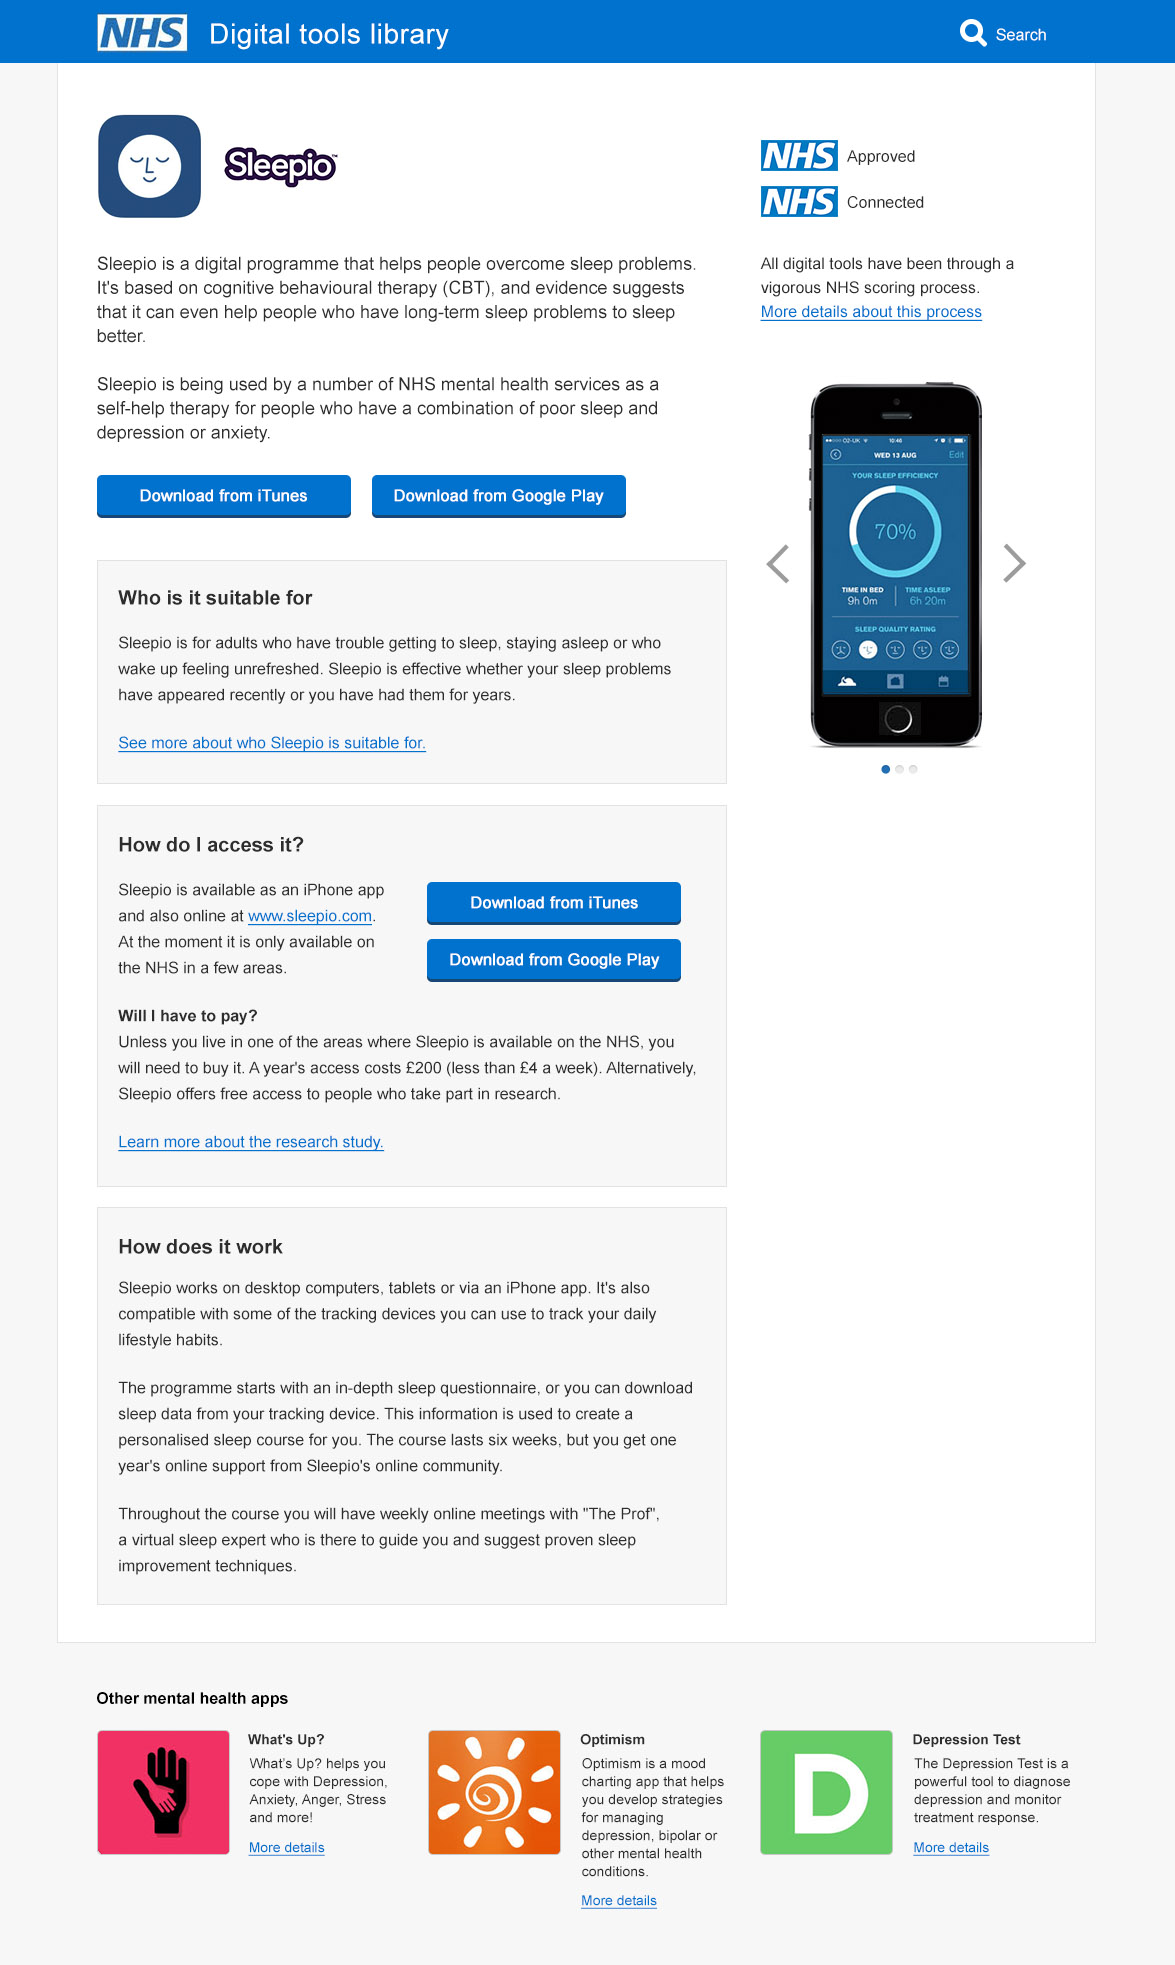 NHS Digital tools library
Search
Sleepio™
NHS Approved
NHS Connected
Sleepio is a digital programme that helps people overcome sleep problems.
It's based on cognitive behavioural therapy (CBT), and evidence suggests
that it can even help people who have long-term sleep problems to sleep
better.
Sleepio is being used by a number of NHS mental health services as a
self-help therapy for people who have a combination of poor sleep and
depression or anxiety.
Download from iTunes
Download from Google Play
All digital tools have been through a
vigorous NHS scoring process.
More details about this process
O2-UK 10:46
WED 13 AUG Edit
YOUR SLEEP EFFICIENCY
70%
TIME IN BED TIME ASLEEP
9h 0m 6h 20m
SLEEP QUALITY RATING
Who is it suitable for
Sleepio is for adults who have trouble getting to sleep, staying asleep or who
wake up feeling unrefreshed. Sleepio is effective whether your sleep problems
have appeared recently or you have had them for years.
See more about who Sleepio is suitable for.
How do I access it?
Sleepio is available as an iPhone app
and also online at www.sleepio.com.
At the moment it is only available on
the NHS in a few areas.
Download from iTunes
Download from Google Play
Will I have to pay?
Unless you live in one of the areas where Sleepio is available on the NHS, you
will need to buy it. A year's access costs £200 (less than £4 a week). Alternatively,
Sleepio offers free access to people who take part in research.
Learn more about the research study.
How does it work
Sleepio works on desktop computers, tablets or via an iPhone app. It's also
compatible with some of the tracking devices you can use to track your daily
lifestyle habits.
The programme starts with an in-depth sleep questionnaire, or you can download
sleep data from your tracking device. This information is used to create a
personalised sleep course for you. The course lasts six weeks, but you get one
year's online support from Sleepio's online community.
Throughout the course you will have weekly online meetings with "The Prof",
a virtual sleep expert who is there to guide you and suggest proven sleep
improvement techniques.
Other mental health apps
What's Up?
What's Up? helps you
cope with Depression,
Anxiety, Anger, Stress
and more!
More details
Optimism
Optimism is a mood
charting app that helps
you develop strategies
for managing
depression, bipolar or
other mental health
conditions.
More details
D
Depression Test
The Depression Test is a
powerful tool to diagnose
depression and monitor
treatment response.
More details